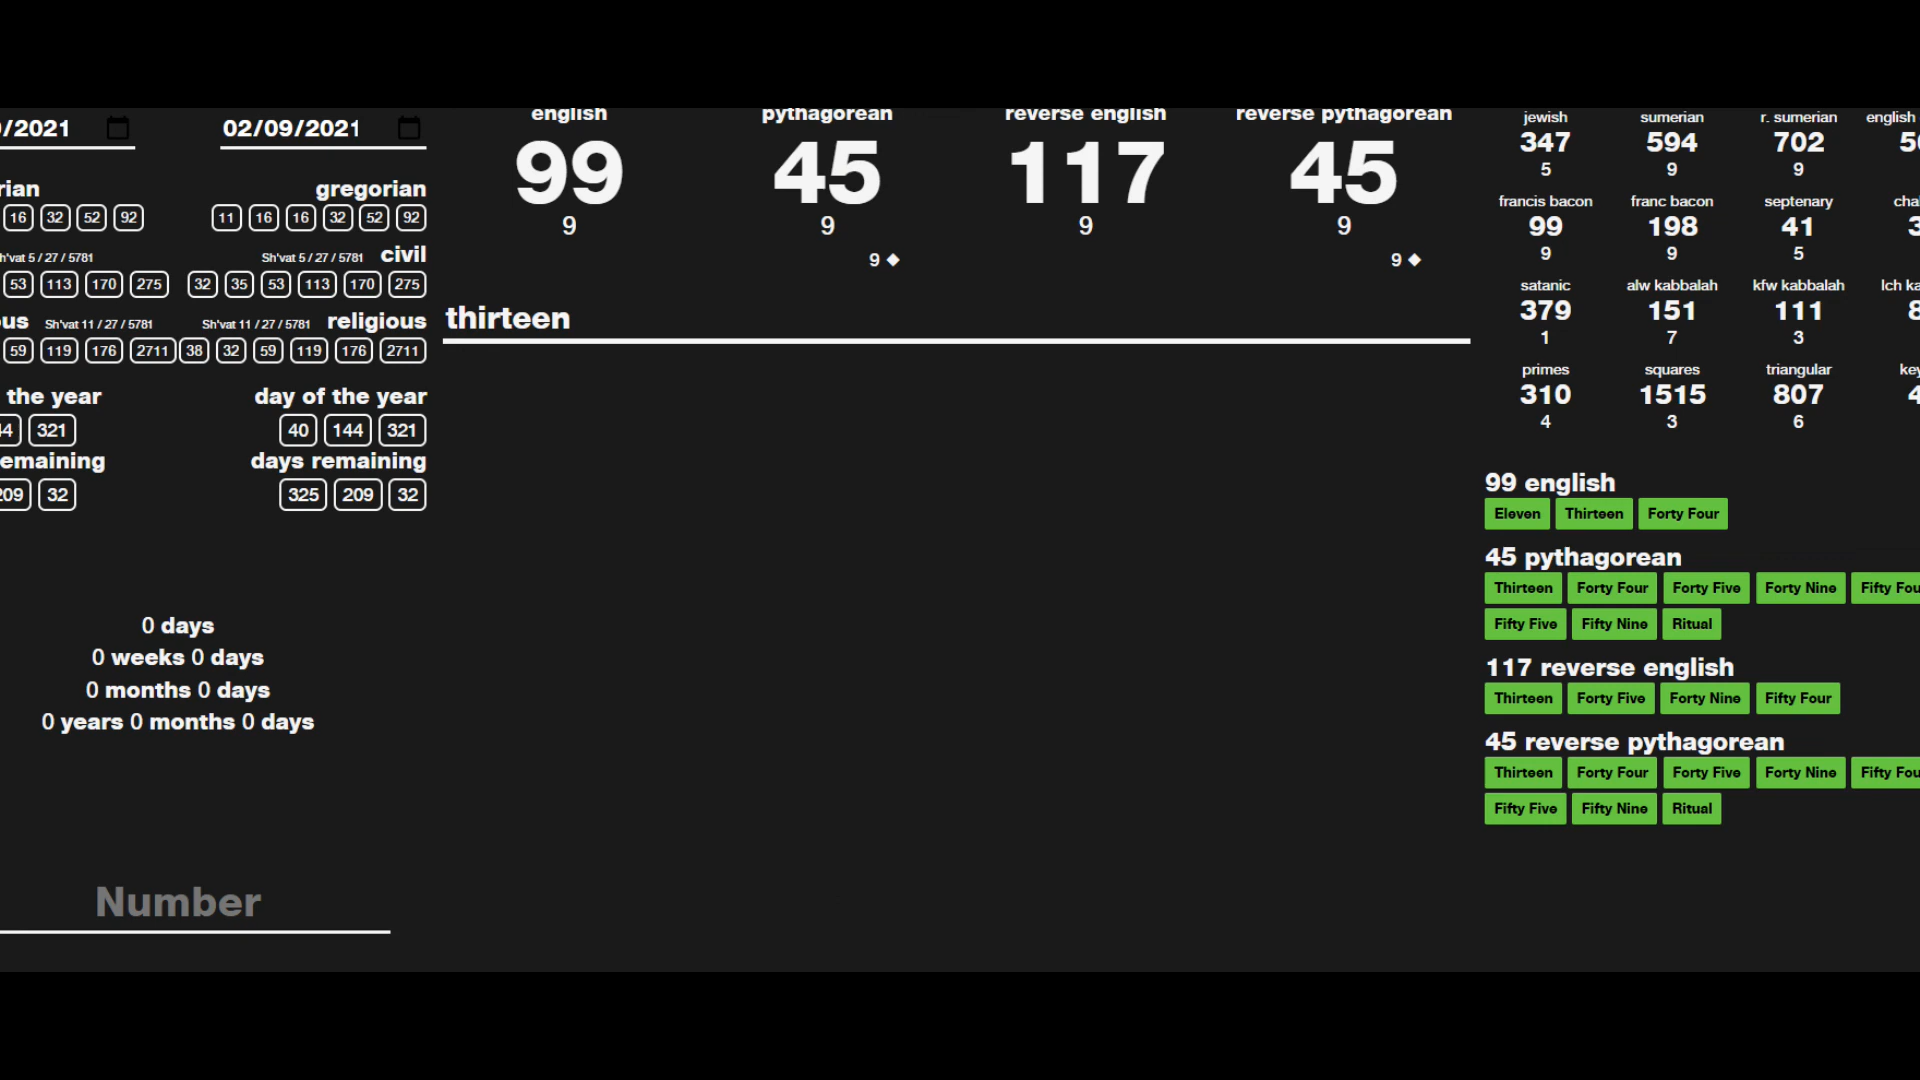 /2021
02/09/2021
rian
gregorian
16 32 52 92
11 16 16 32 52 92
h'vat 5 / 27 / 5781
Sh'vat 5 / 27 / 5781 civil
53 113 170 275
32 35 53 113 170 275
ous Sh'vat 11 / 27 / 5781
Sh'vat 11 / 27 / 5781 religious
59 119 176 2711
38 32 59 119 176 2711
the year
day of the year
4 321
40 144 321
emaining
days remaining
209 32
325 209 32
0 days
0 weeks 0 days
0 months 0 days
0 years 0 months 0 days
Number
english pythagorean reverse english reverse pythagorean
99 45 117 45
9 9 9 9
9 ◆ 9 ◆
thirteen
jewish sumerian r. sumerian english
347 594 702
5 9 9
francis bacon franc bacon septenary
99 198 41
9 9 5
satanic alw kabbalah kfw kabbalah
379 151 111
1 7 3
primes squares triangular
310 1515 807
4 3 6
99 english
Eleven Thirteen Forty Four
45 pythagorean
Thirteen Forty Four Forty Five Forty Nine Fifty Fou
Fifty Five Fifty Nine Ritual
117 reverse english
Thirteen Forty Five Forty Nine Fifty Four
45 reverse pythagorean
Thirteen Forty Four Forty Five Forty Nine Fifty Fou
Fifty Five Fifty Nine Ritual